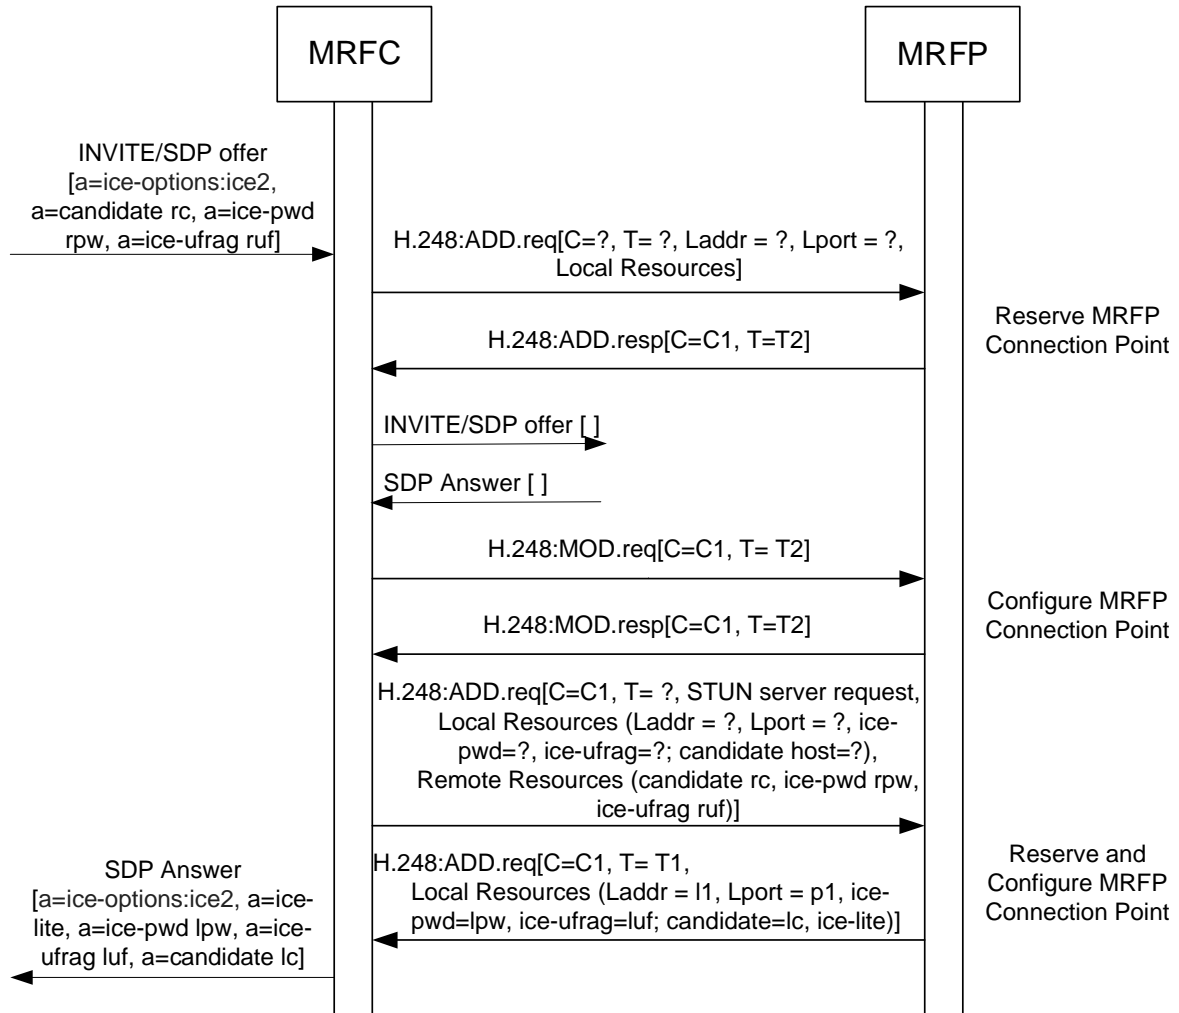 MRFC
MRFP
INVITE/SDP offer
[a=ice-options:ice2,
a=candidate rc, a=ice-pwd
rpw, a=ice-ufrag ruf]
H.248:ADD.req[C=?, T= ?, Laddr = ?, Lport = ?,
Local Resources]
Reserve MRFP
Connection Point
H.248:ADD.resp[C=C1, T=T2]
INVITE/SDP offer [ ]
SDP Answer [ ]
H.248:MOD.req[C=C1, T= T2]
Configure MRFP
Connection Point
H.248:MOD.resp[C=C1, T=T2]
H.248:ADD.req[C=C1, T= ?, STUN server request,
Local Resources (Laddr = ?, Lport = ?, ice-
pwd=?, ice-ufrag=?; candidate host=?),
Remote Resources (candidate rc, ice-pwd rpw,
ice-ufrag ruf)]
H.248:ADD.req[C=C1, T= T1,
Local Resources (Laddr = l1, Lport = p1, ice-
pwd=lpw, ice-ufrag=luf; candidate=lc, ice-lite)]
Reserve and
Configure MRFP
Connection Point
SDP Answer
[a=ice-options:ice2, a=ice-
lite, a=ice-pwd lpw, a=ice-
ufrag luf, a=candidate lc]